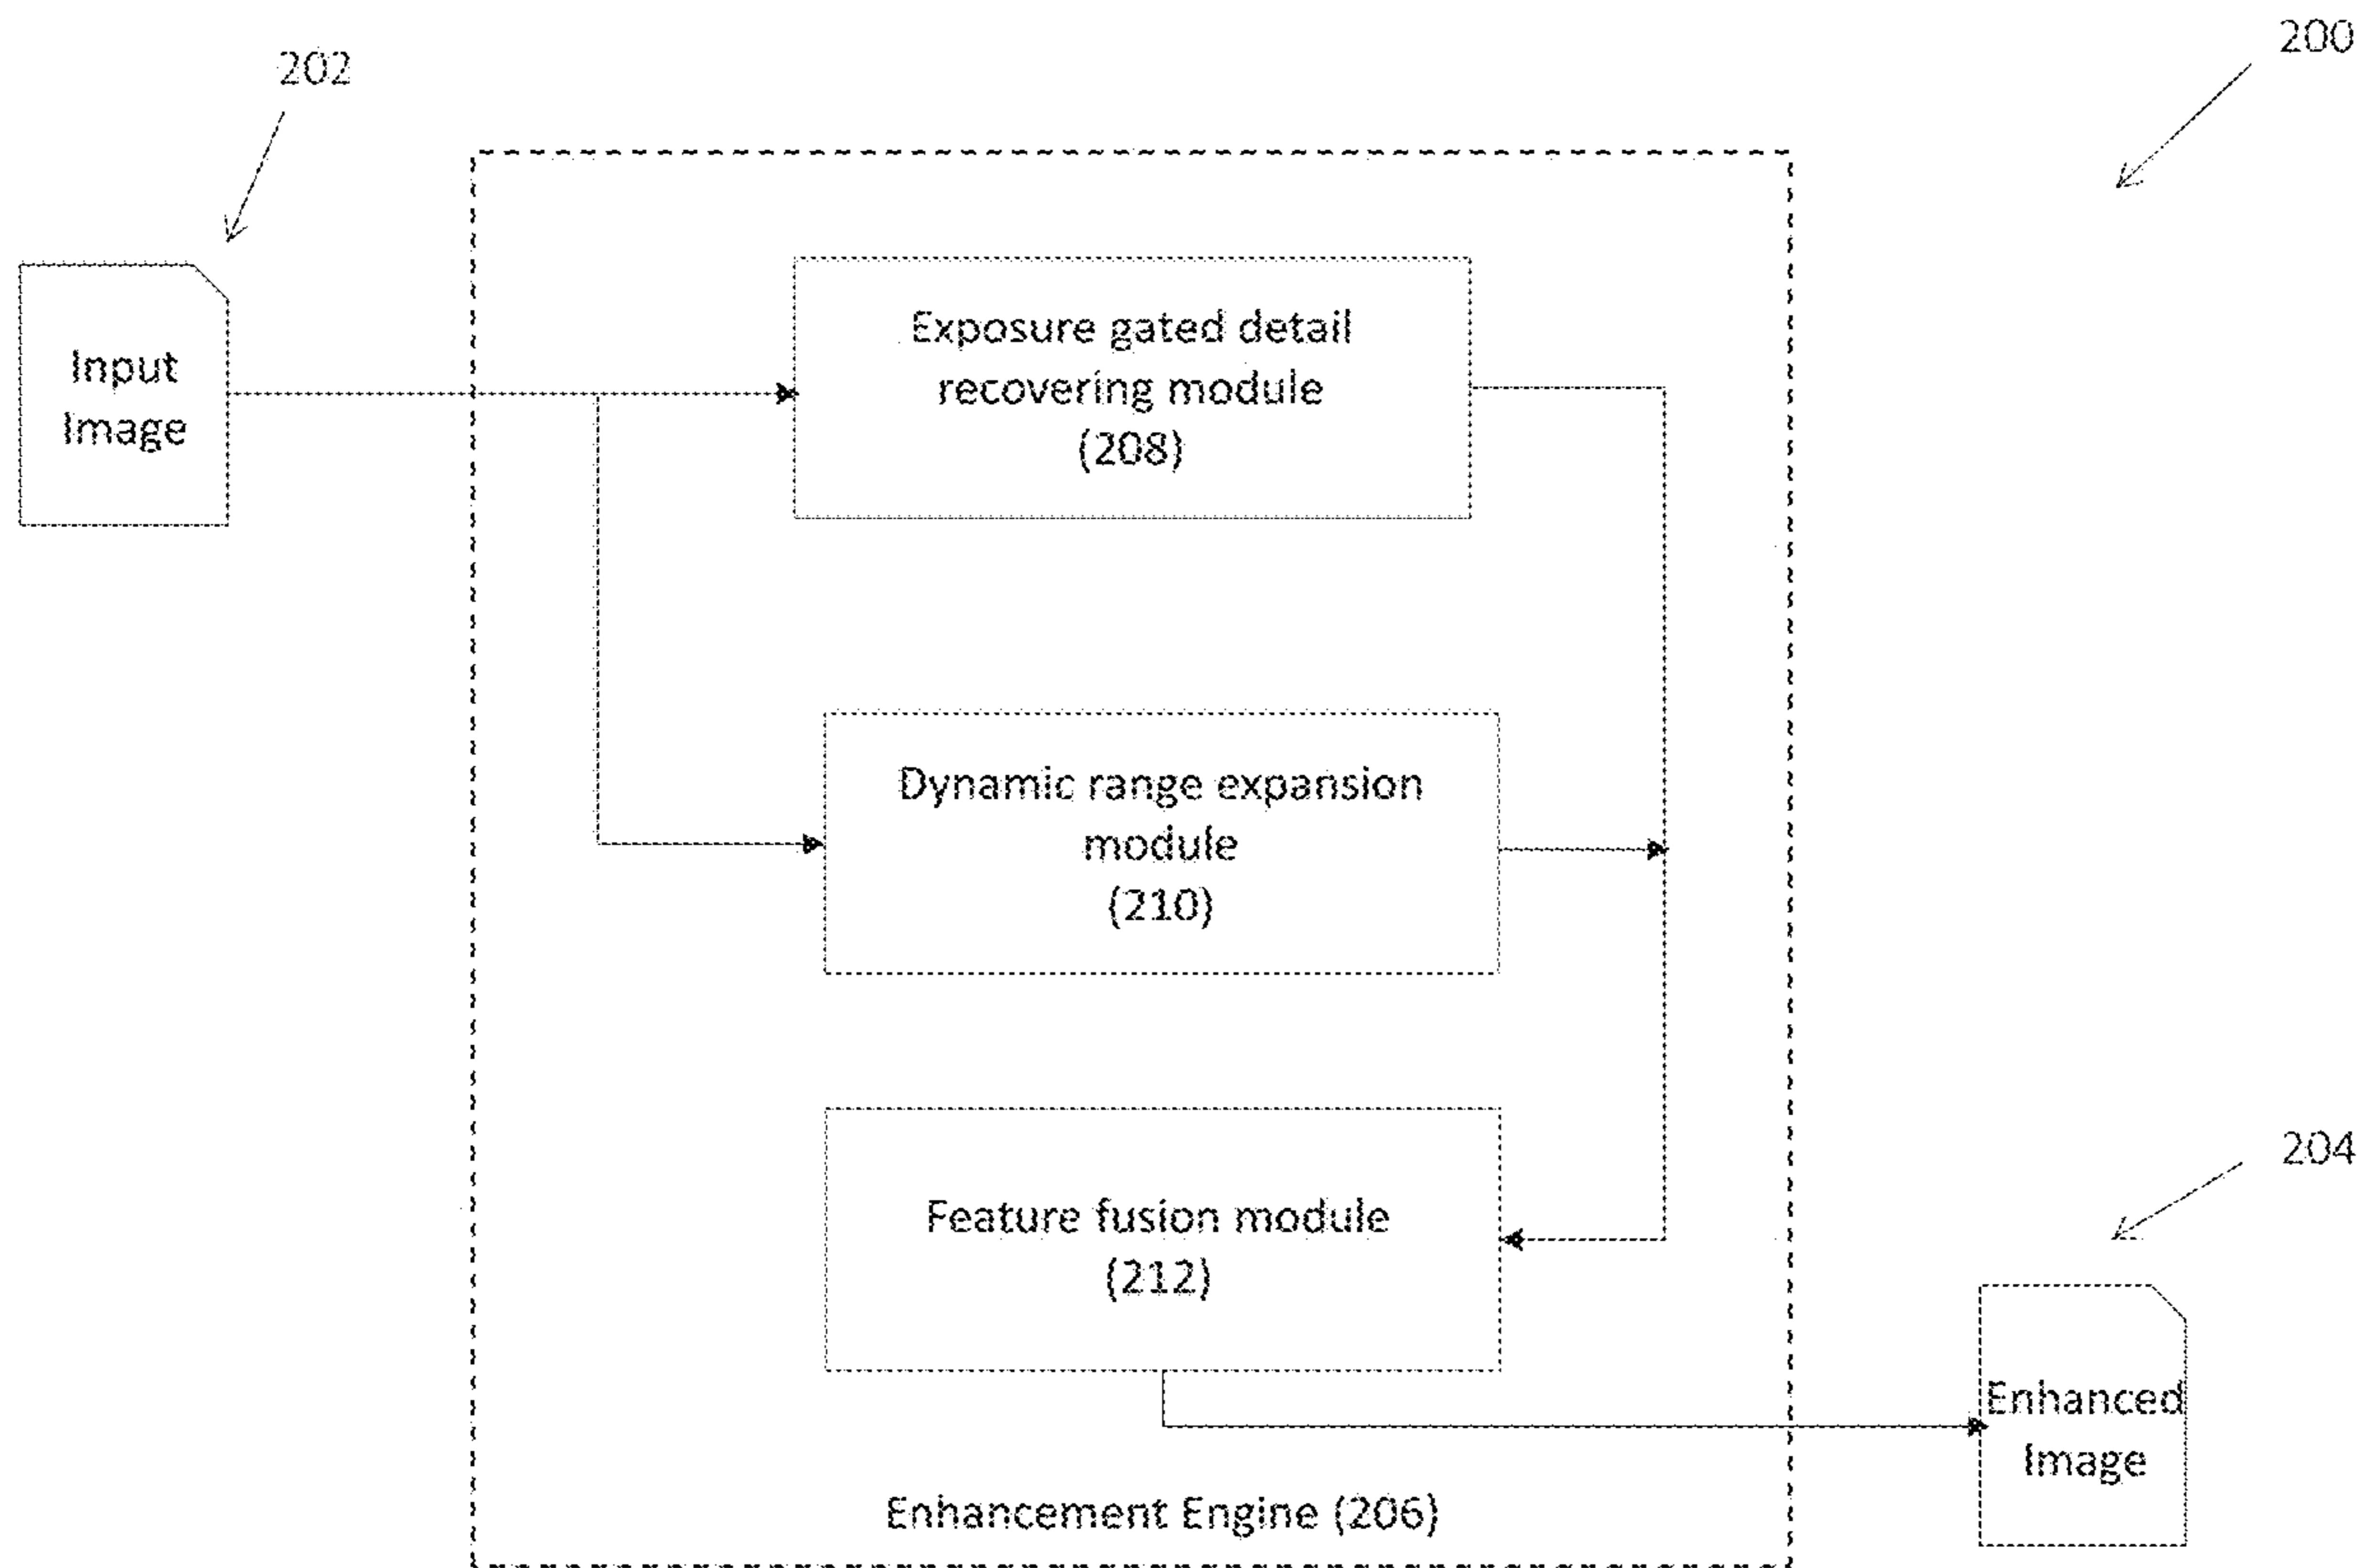 200
202
Input
Image
Exposure gated detail
recovering module
(208)
Dynamic range expansion
module
(210)
Feature fusion module
(212)
204
Enhanced
Image
Enhancement Engine (206)